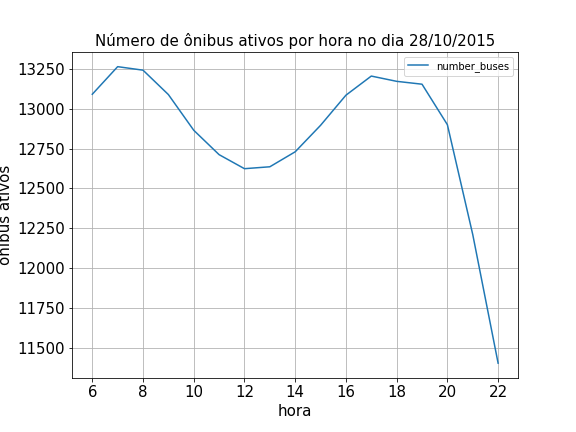 Número de ônibus ativos por hora no dia 28/10/2015
number_buses
ônibus ativos
13250
13000
12750
12500
12250
12000
11750
11500
6 8 10 12 14 16 18 20 22
hora